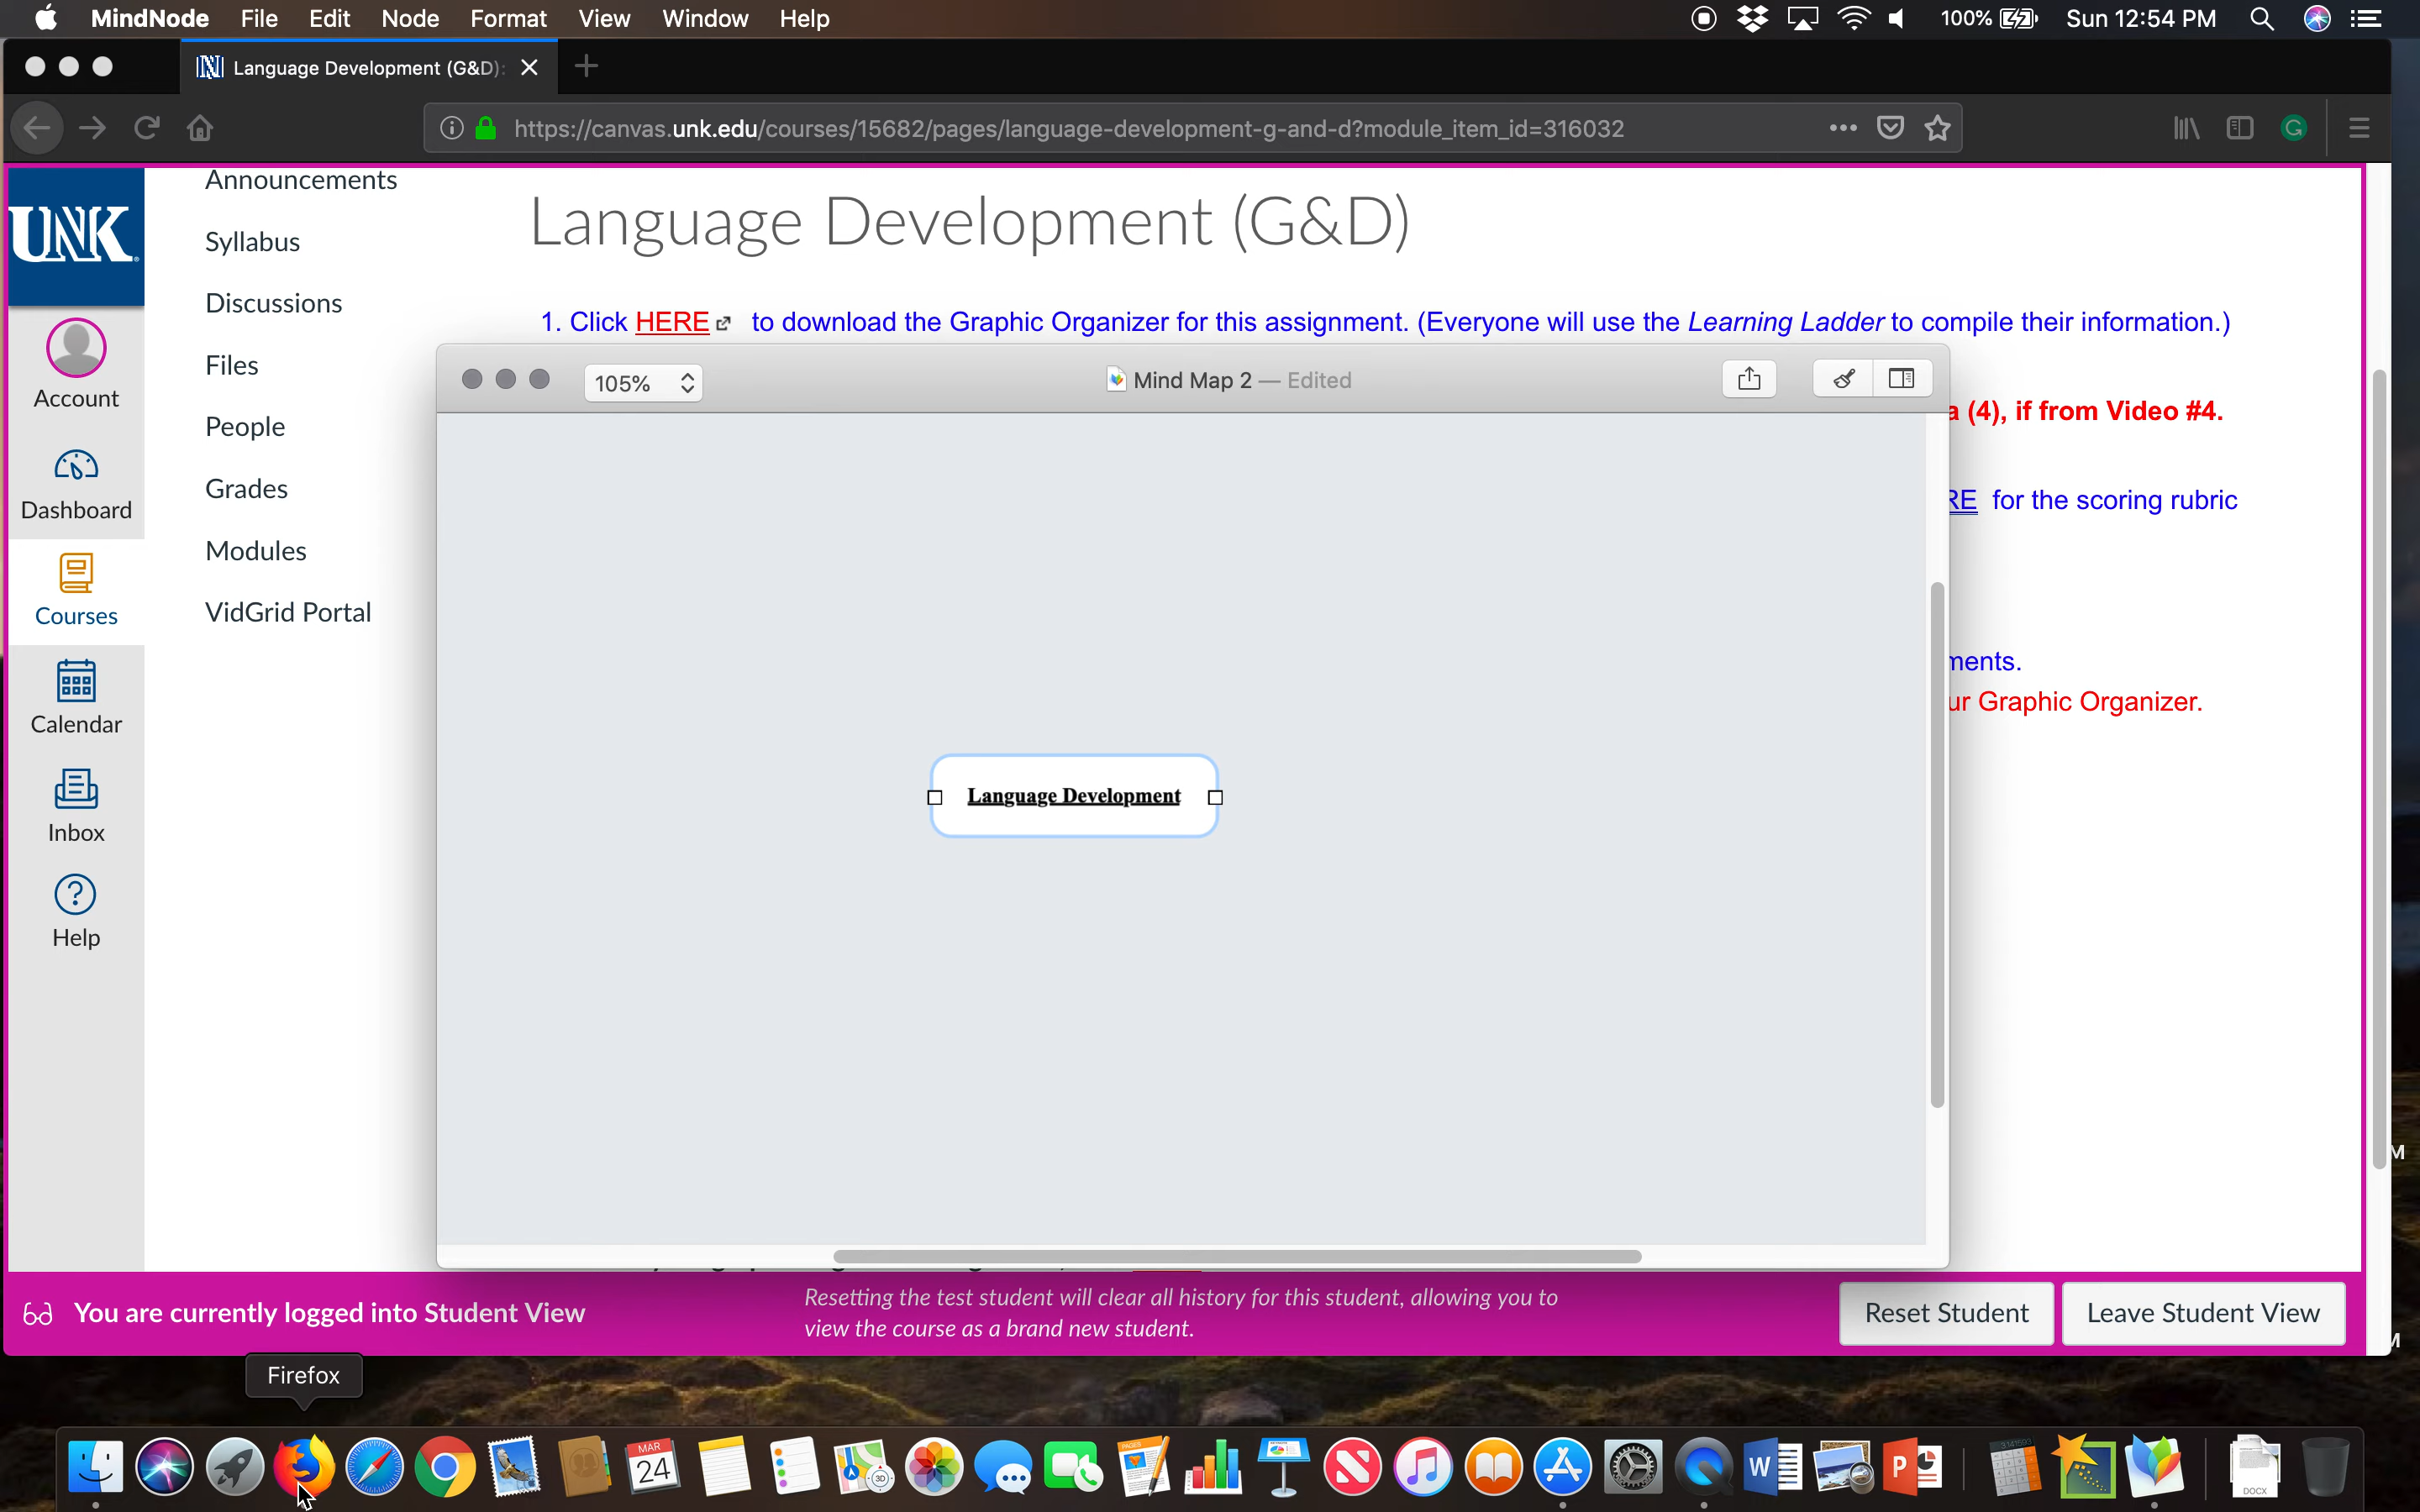 MindNode File Edit Node Format View Window Help 100% Sun 12:54 PM
Language Development (G&D):
https://canvas.unk.edu/courses/15682/pages/language-development-g-and-d?module_item_id=316032
UNK
Account
Dashboard
Courses
Calendar
Inbox
Help
Announcements
Syllabus
Discussions
Files
People
Grades
Modules
VidGrid Portal
Language Development (G&D)
1. Click HERE to download the Graphic Organizer for this assignment. (Everyone will use the Learning Ladder to compile their information.)
a (4), if from Video #4.
RE for the scoring rubric
ments.
ur Graphic Organizer.
105% Mind Map 2 — Edited
Language Development
You are currently logged into Student View
Resetting the test student will clear all history for this student, allowing you to
view the course as a brand new student.
Reset Student Leave Student View
Firefox
MAR
24
PAGES
3D
W
P
DOCX